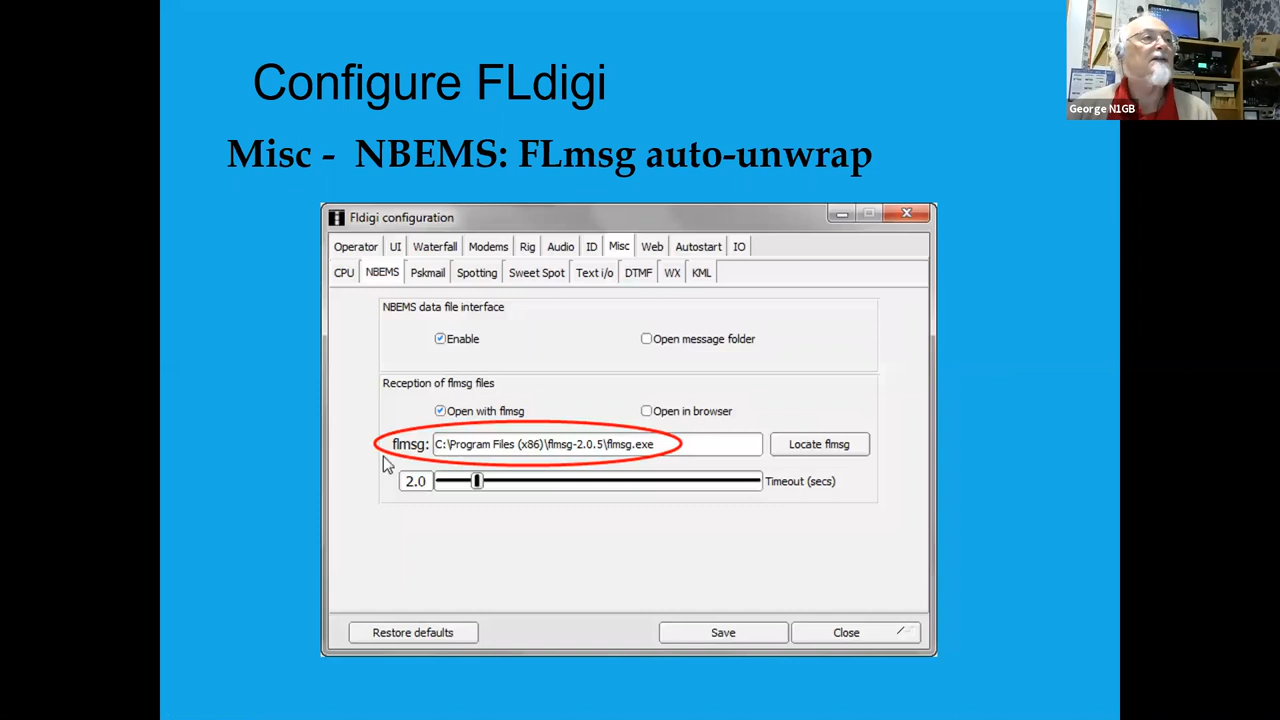 Configure FLdigi
George N1GB
Misc - NBEMS: FLmsg auto-unwrap
Fldigi configuration
Operator UI Waterfall Modems Rig Audio ID Misc Web Autostart IO
CPU NBEMS Pskmail Spotting Sweet Spot Text i/o DTMF WX KML
NBEMS data file interface
Enable Open message folder
Reception of flmsg files
Open with flmsg Open in browser
flmsg: C:\Program Files (x86)\flmsg-2.0.5\flmsg.exe Locate flmsg
2.0 Timeout (secs)
Restore defaults Save Close